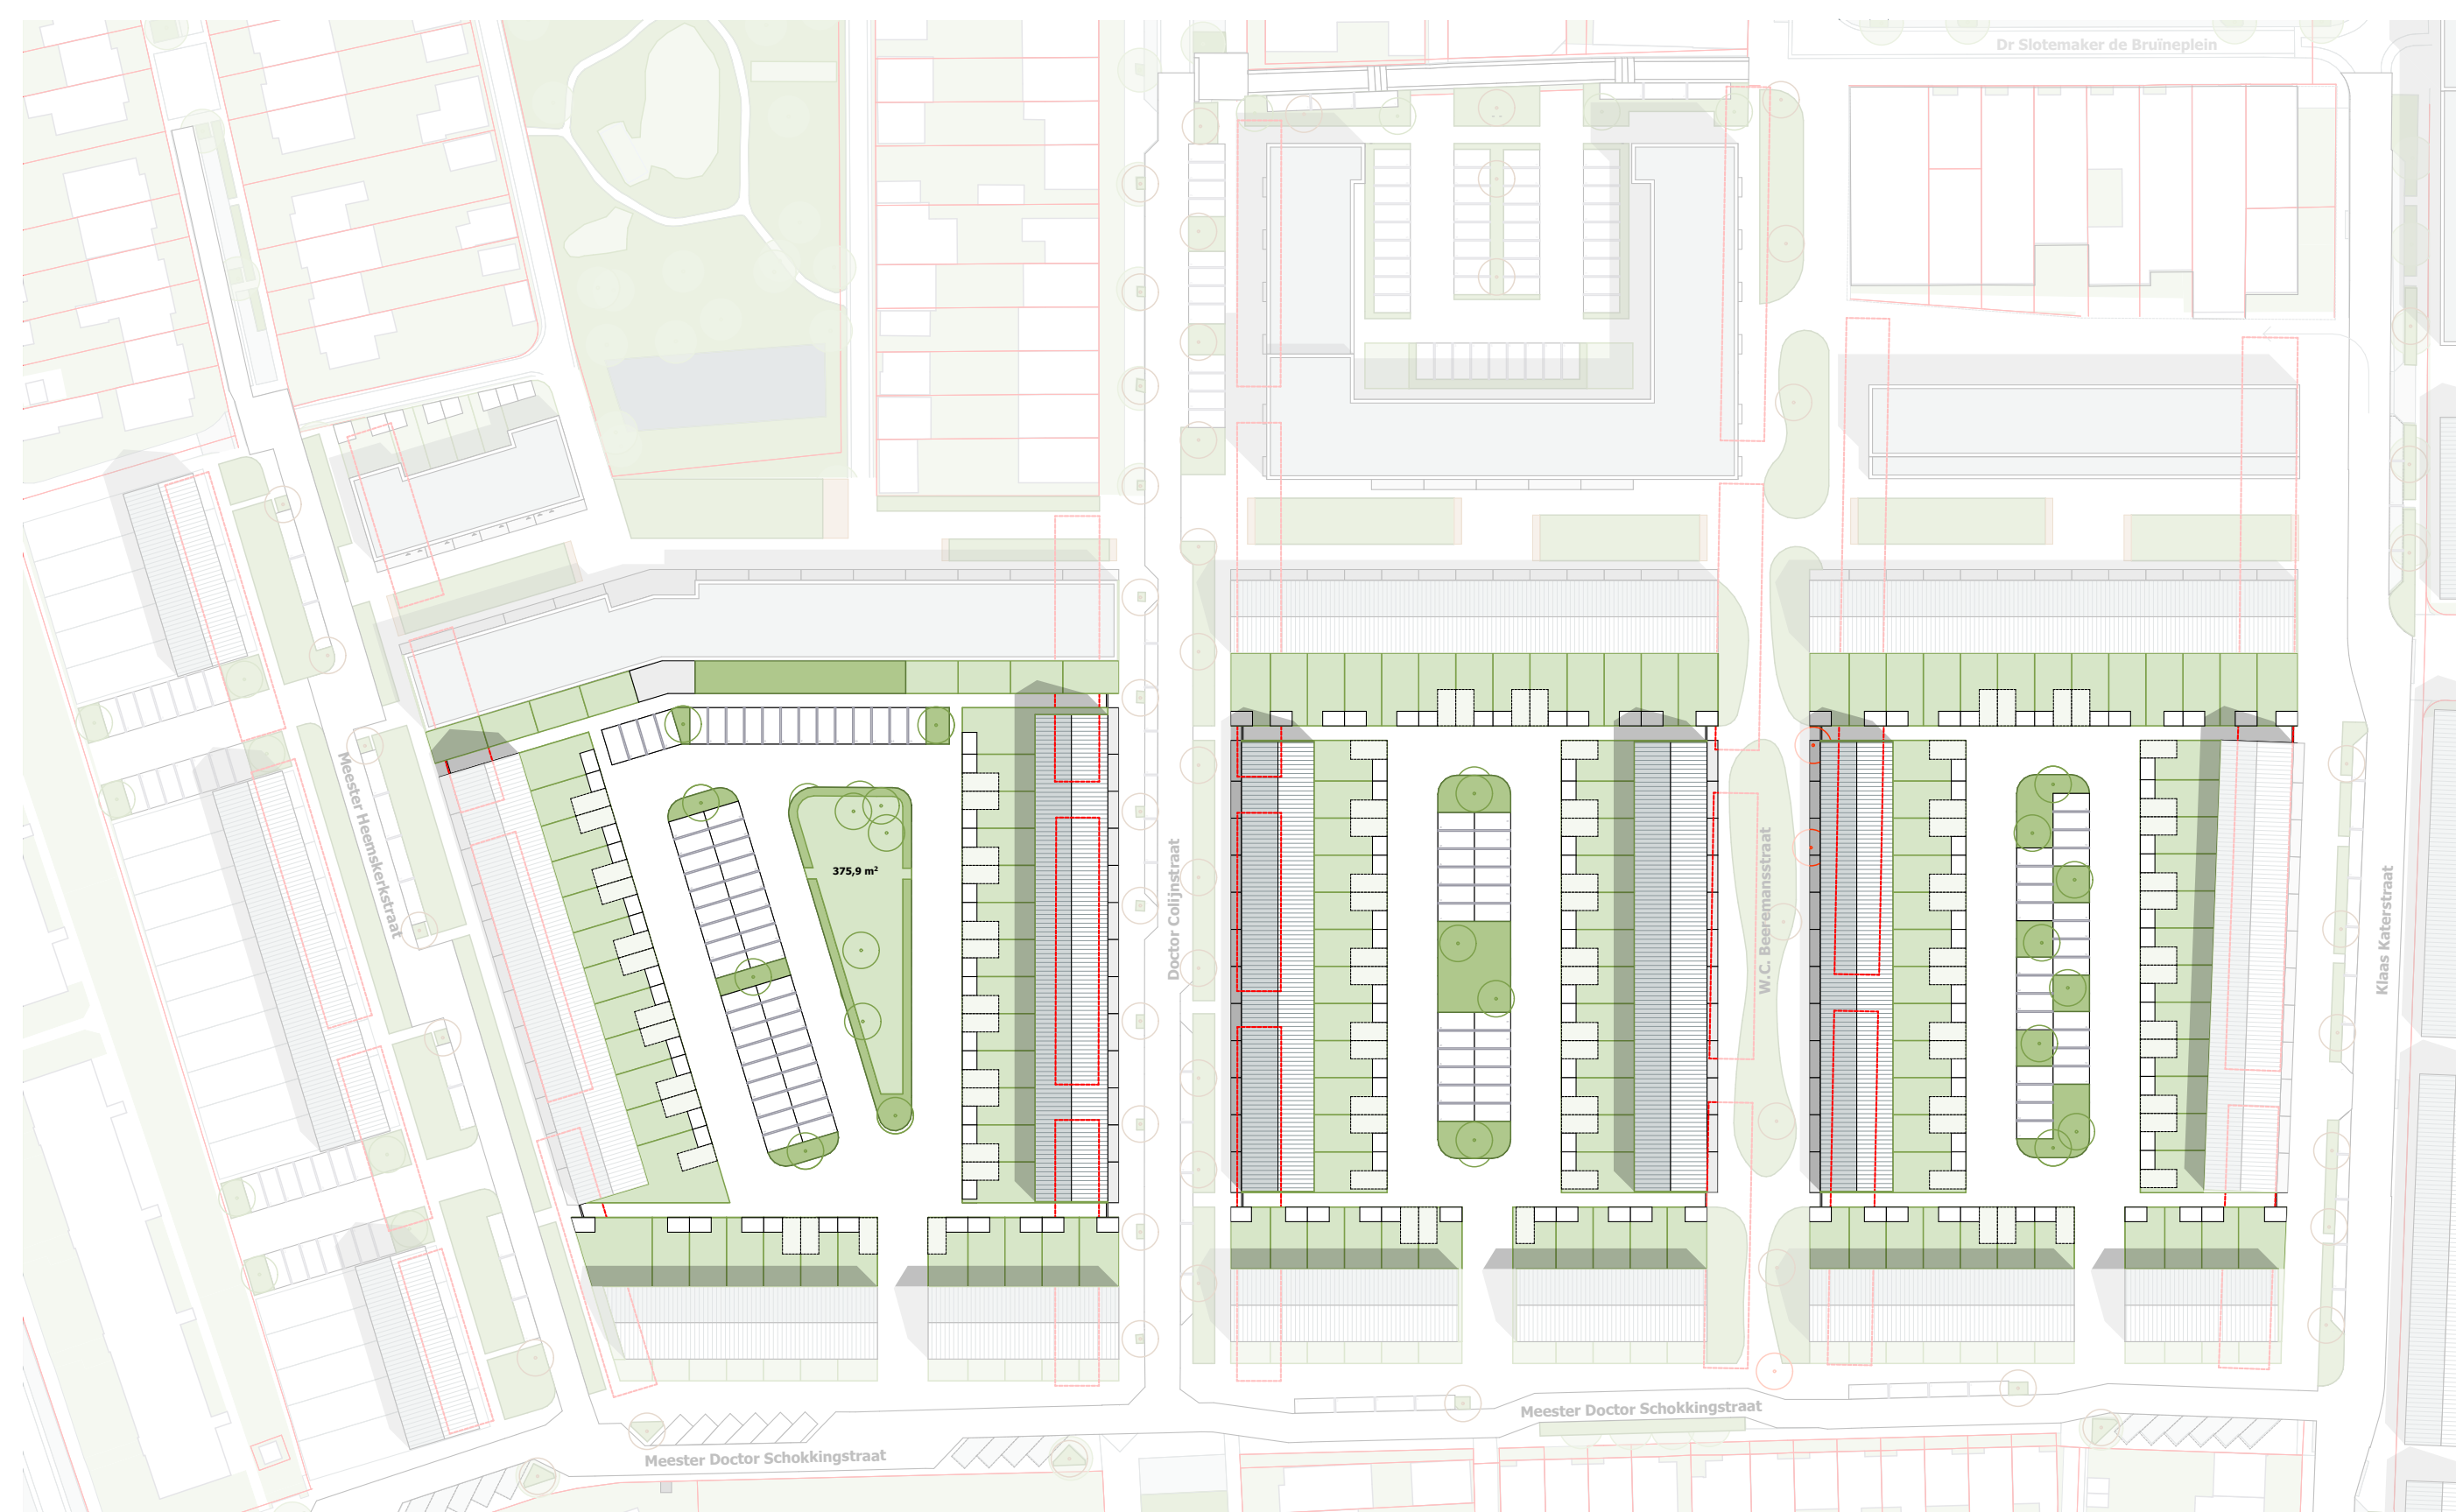 Dr Slotemaker de Bruïneplein
Meester Heemskerkstraat
375,9 m²
Doctor Colijnstraat
W.C. Beeremansstraat
Klaas Katerstraat
Meester Doctor Schokkingstraat
Meester Doctor Schokkingstraat